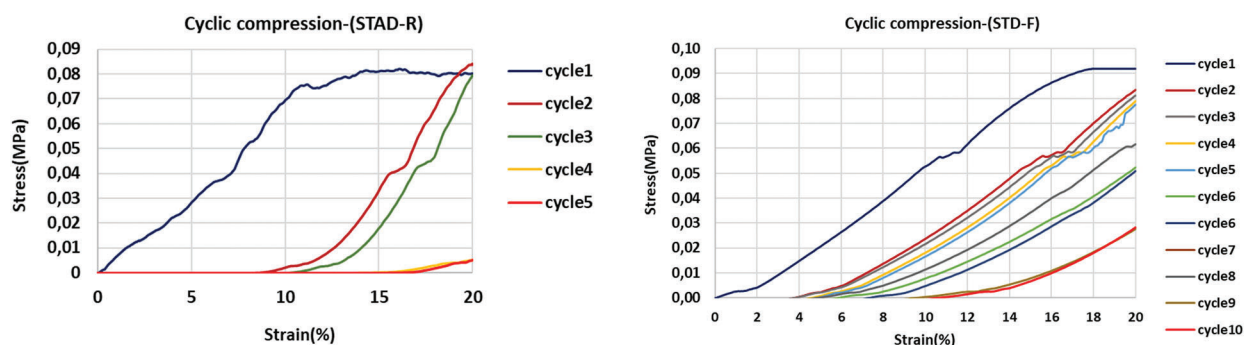 Cyclic compression-(STAD-R)
Stress(MPa)
0,09
0,08
0,07
0,06
0,05
0,04
0,03
0,02
0,01
0
0 5 10 15 20
Strain(%)
cycle1
cycle2
cycle3
cycle4
cycle5
Cyclic compression-(STD-F)
Stress(MPa)
0,10
0,09
0,08
0,07
0,06
0,05
0,04
0,03
0,02
0,01
0,00
0 2 4 6 8 10 12 14 16 18 20
Strain(%)
cycle1
cycle2
cycle3
cycle4
cycle5
cycle6
cycle6
cycle7
cycle8
cycle9
cycle10